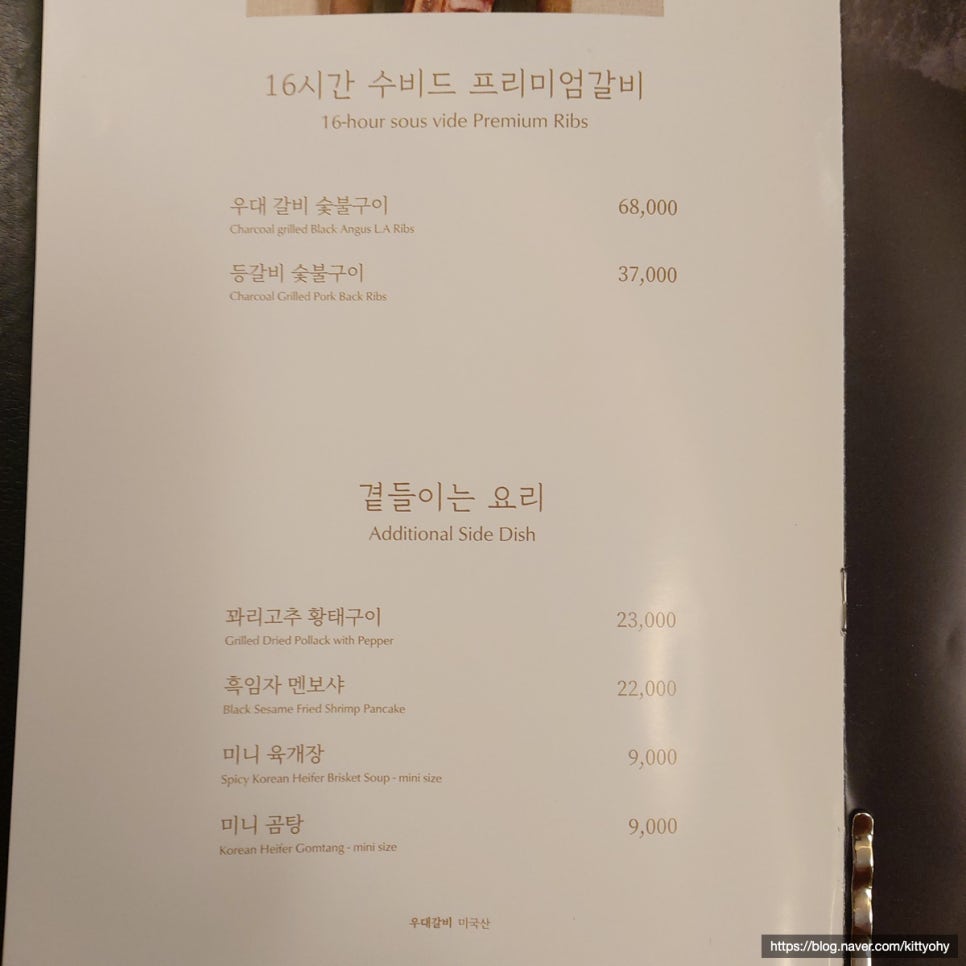 16시간 수비드 프리미엄갈비
16-hour sous vide Premium Ribs
우대 갈비 숯불구이 68,000
Charcoal grilled Black Angus L.A Ribs
등갈비 숯불구이 37,000
Charcoal Grilled Pork Back Ribs
곁들이는 요리
Additional Side Dish
꽈리고추 황태구이 23,000
Grilled Dried Pollack with Pepper
흑임자 멘보샤 22,000
Black Sesame Fried Shrimp Pancake
미니 육개장 9,000
Spicy Korean Heifer Brisket Soup - mini size
미니 곰탕 9,000
Korean Heifer Gomtang - mini size
우대갈비 미국산
https://blog.naver.com/kittyohy